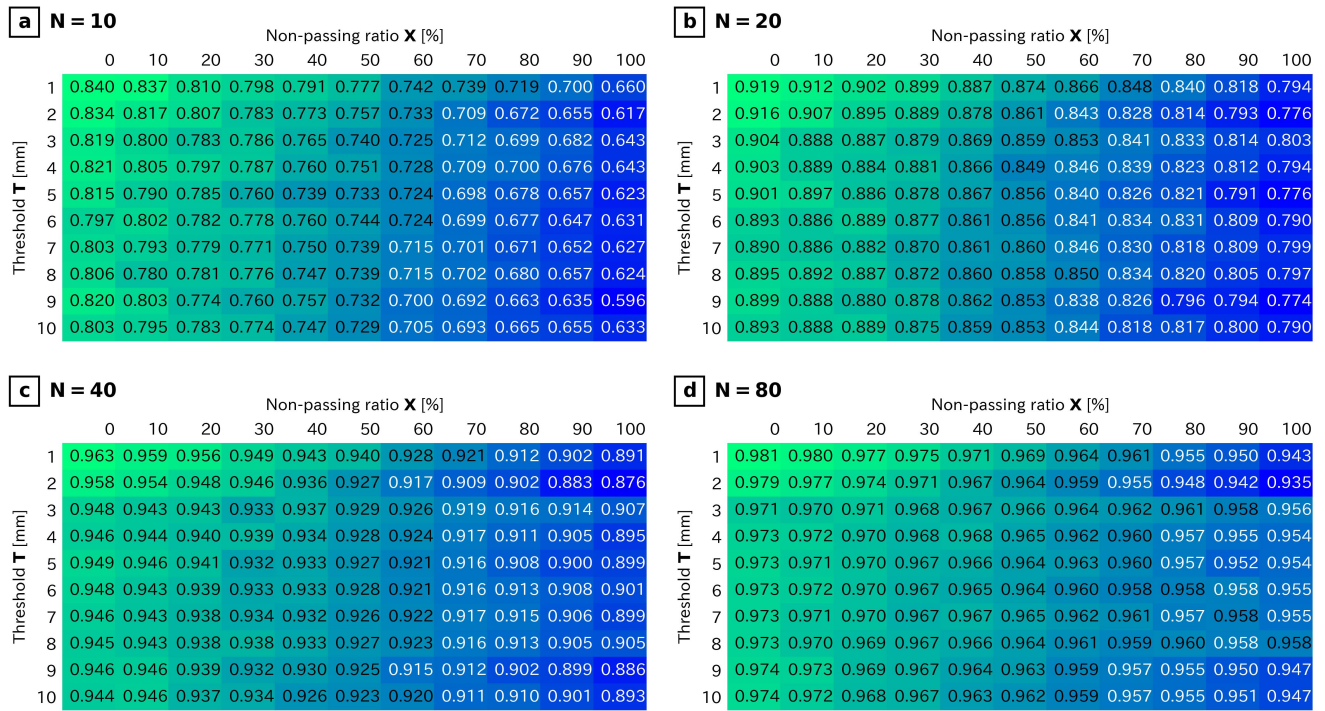 a N = 10
Non-passing ratio X [%]
0 10 20 30 40 50 60 70 80 90 100
Threshold T [mm]
1 0.840 0.837 0.810 0.798 0.791 0.777 0.742 0.739 0.719 0.700 0.660
2 0.834 0.817 0.807 0.783 0.773 0.757 0.733 0.709 0.672 0.655 0.617
3 0.819 0.800 0.783 0.786 0.765 0.740 0.725 0.712 0.699 0.682 0.643
4 0.821 0.805 0.797 0.787 0.760 0.751 0.728 0.709 0.700 0.676 0.643
5 0.815 0.790 0.785 0.760 0.739 0.733 0.724 0.698 0.678 0.657 0.623
6 0.797 0.802 0.782 0.778 0.760 0.744 0.724 0.699 0.677 0.647 0.631
7 0.803 0.793 0.779 0.771 0.750 0.739 0.715 0.701 0.671 0.652 0.627
8 0.806 0.780 0.781 0.776 0.747 0.739 0.715 0.702 0.680 0.657 0.624
9 0.820 0.803 0.774 0.760 0.757 0.732 0.700 0.692 0.663 0.635 0.596
10 0.803 0.795 0.783 0.774 0.747 0.729 0.705 0.693 0.665 0.655 0.633
b N = 20
Non-passing ratio X [%]
0 10 20 30 40 50 60 70 80 90 100
Threshold T [mm]
1 0.919 0.912 0.902 0.899 0.887 0.874 0.866 0.848 0.840 0.818 0.794
2 0.916 0.907 0.895 0.889 0.878 0.861 0.843 0.828 0.814 0.793 0.776
3 0.904 0.888 0.887 0.879 0.869 0.859 0.853 0.841 0.833 0.814 0.803
4 0.903 0.889 0.884 0.881 0.866 0.849 0.846 0.839 0.823 0.812 0.794
5 0.901 0.897 0.886 0.878 0.867 0.856 0.840 0.826 0.821 0.791 0.776
6 0.893 0.886 0.889 0.877 0.861 0.856 0.841 0.834 0.831 0.809 0.790
7 0.890 0.886 0.882 0.870 0.861 0.860 0.846 0.830 0.818 0.809 0.799
8 0.895 0.892 0.887 0.872 0.860 0.858 0.850 0.834 0.820 0.805 0.797
9 0.899 0.888 0.880 0.878 0.862 0.853 0.838 0.826 0.796 0.794 0.774
10 0.893 0.888 0.889 0.875 0.859 0.853 0.844 0.818 0.817 0.800 0.790
c N = 40
Non-passing ratio X [%]
0 10 20 30 40 50 60 70 80 90 100
Threshold T [mm]
1 0.963 0.959 0.956 0.949 0.943 0.940 0.928 0.921 0.912 0.902 0.891
2 0.958 0.954 0.948 0.946 0.936 0.927 0.917 0.909 0.902 0.883 0.876
3 0.948 0.943 0.943 0.933 0.937 0.929 0.926 0.919 0.916 0.914 0.907
4 0.946 0.944 0.940 0.939 0.934 0.928 0.924 0.917 0.911 0.905 0.895
5 0.949 0.946 0.941 0.932 0.933 0.927 0.921 0.916 0.908 0.900 0.899
6 0.948 0.943 0.939 0.934 0.933 0.928 0.921 0.916 0.913 0.908 0.901
7 0.946 0.943 0.938 0.934 0.932 0.926 0.922 0.917 0.915 0.906 0.899
8 0.945 0.943 0.938 0.938 0.933 0.927 0.923 0.916 0.913 0.905 0.905
9 0.946 0.946 0.939 0.932 0.930 0.925 0.915 0.912 0.902 0.899 0.886
10 0.944 0.946 0.937 0.934 0.926 0.923 0.920 0.911 0.910 0.901 0.893
d N = 80
Non-passing ratio X [%]
0 10 20 30 40 50 60 70 80 90 100
Threshold T [mm]
1 0.981 0.980 0.977 0.975 0.971 0.969 0.964 0.961 0.955 0.950 0.943
2 0.979 0.977 0.974 0.971 0.967 0.964 0.959 0.955 0.948 0.942 0.935
3 0.971 0.970 0.971 0.968 0.967 0.966 0.964 0.962 0.961 0.958 0.956
4 0.973 0.972 0.970 0.968 0.968 0.965 0.962 0.960 0.957 0.955 0.954
5 0.973 0.971 0.970 0.967 0.966 0.965 0.963 0.960 0.957 0.952 0.954
6 0.973 0.972 0.970 0.967 0.965 0.964 0.960 0.958 0.958 0.958 0.955
7 0.973 0.971 0.970 0.967 0.967 0.965 0.962 0.961 0.957 0.958 0.955
8 0.973 0.970 0.969 0.967 0.966 0.964 0.961 0.959 0.960 0.958 0.958
9 0.974 0.973 0.969 0.967 0.964 0.963 0.959 0.957 0.955 0.950 0.947
10 0.974 0.972 0.968 0.967 0.963 0.962 0.959 0.957 0.955 0.951 0.947